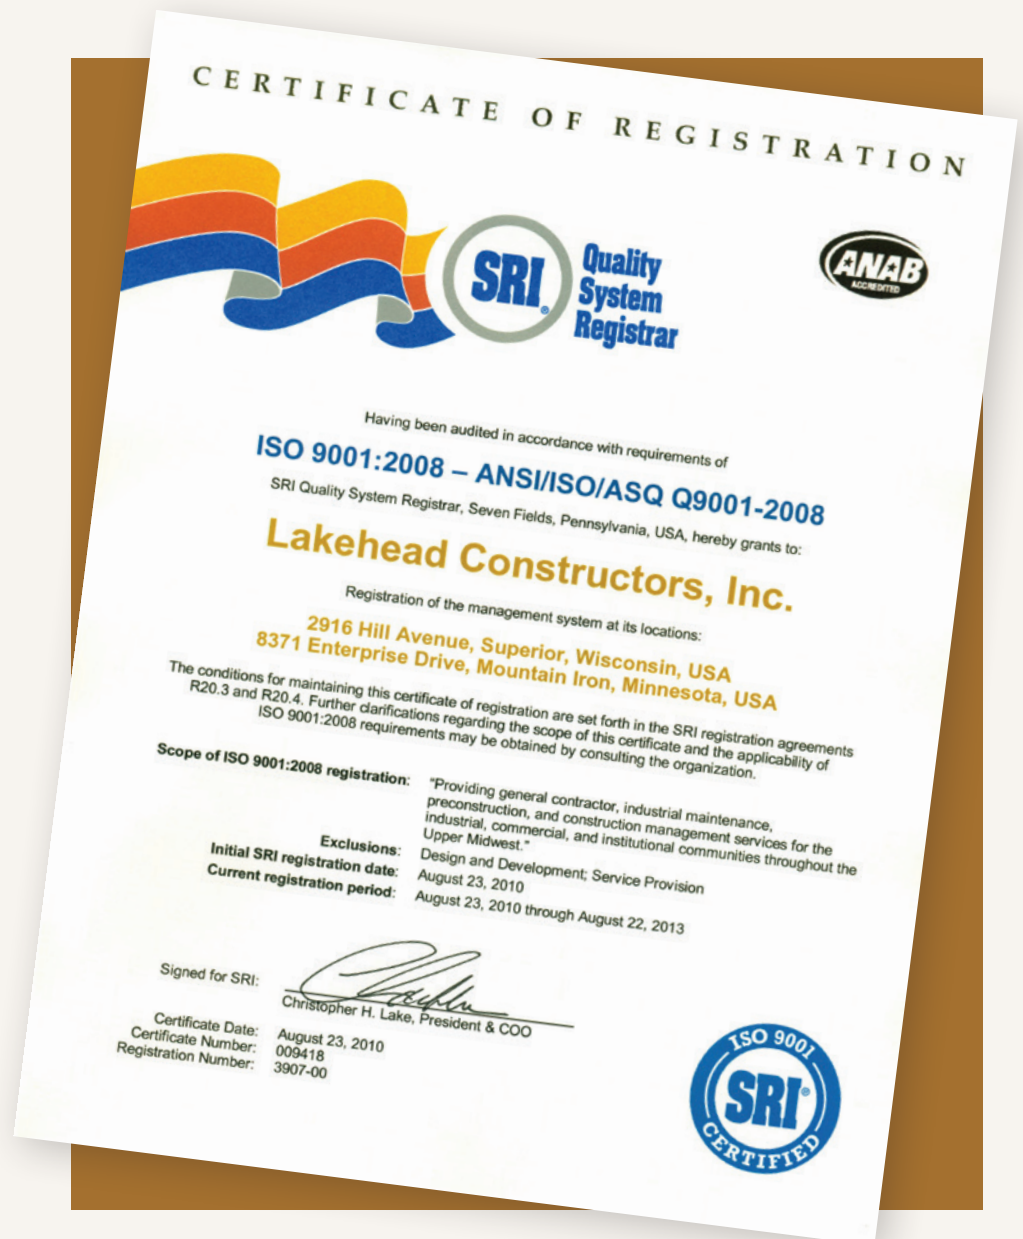 CERTIFICATE OF REGISTRATION
SRI®
Quality
System
Registrar
ANAB
ACCREDITED
Having been audited in accordance with requirements of
ISO 9001:2008 – ANSI/ISO/ASQ Q9001-2008
SRI Quality System Registrar, Seven Fields, Pennsylvania, USA, hereby grants to:
Lakehead Constructors, Inc.
Registration of the management system at its locations:
2916 Hill Avenue, Superior, Wisconsin, USA
8371 Enterprise Drive, Mountain Iron, Minnesota, USA
The conditions for maintaining this certificate of registration are set forth in the SRI registration agreements
R20.3 and R20.4. Further clarifications regarding the scope of this certificate and the applicability of
ISO 9001:2008 requirements may be obtained by consulting the organization.
Scope of ISO 9001:2008 registration: "Providing general contractor, industrial maintenance,
preconstruction, and construction management services for the
industrial, commercial, and institutional communities throughout the
Upper Midwest."
Exclusions: Design and Development; Service Provision
Initial SRI registration date: August 23, 2010
Current registration period: August 23, 2010 through August 22, 2013
Signed for SRI:
Christopher H. Lake, President & COO
Certificate Date: August 23, 2010
Certificate Number: 009418
Registration Number: 3907-00
ISO 9001
SRI®
CERTIFIED